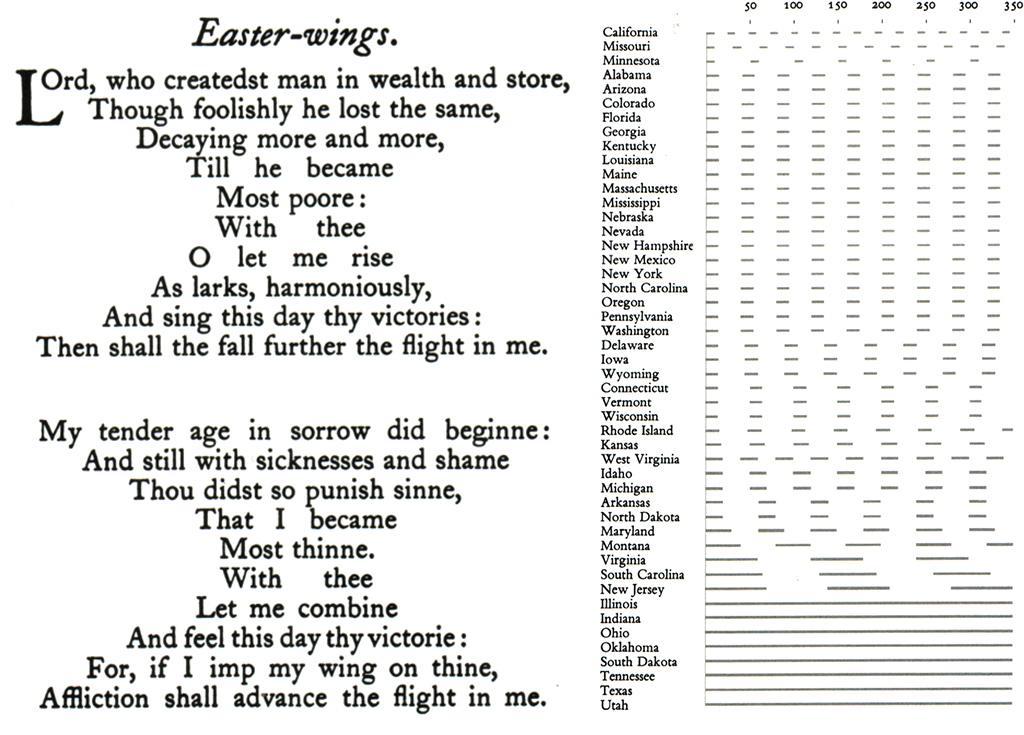 Easter-wings.
LOrd, who createdst man in wealth and store,
Though foolishly he lost the same,
Decaying more and more,
Till he became
Most poore:
With thee
O let me rise
As larks, harmoniously,
And sing this day thy victories:
Then shall the fall further the flight in me.
My tender age in sorrow did beginne:
And still with sicknesses and shame
Thou didst so punish sinne,
That I became
Most thinne.
With thee
Let me combine
And feel this day thy victorie:
For, if I imp my wing on thine,
Affliction shall advance the flight in me.
50 100 150 200 250 300 350
California
Missouri
Minnesota
Alabama
Arizona
Colorado
Florida
Georgia
Kentucky
Louisiana
Maine
Massachusetts
Mississippi
Nebraska
Nevada
New Hampshire
New Mexico
New York
North Carolina
Oregon
Pennsylvania
Washington
Delaware
Iowa
Wyoming
Connecticut
Vermont
Wisconsin
Rhode Island
Kansas
West Virginia
Idaho
Michigan
Arkansas
North Dakota
Maryland
Montana
Virginia
South Carolina
New Jersey
Illinois
Indiana
Ohio
Oklahoma
South Dakota
Tennessee
Texas
Utah